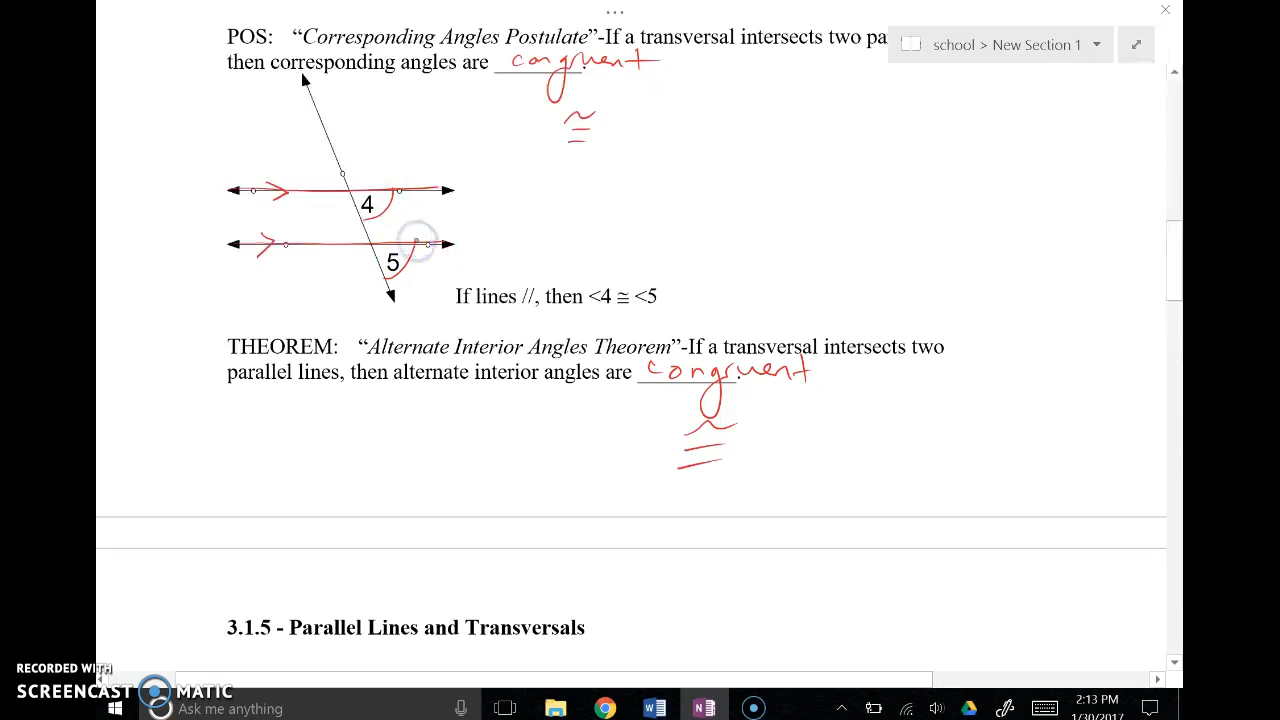 POS: “Corresponding Angles Postulate”-If a transversal intersects two
then corresponding angles are congruent.
≅
4
5
If lines //, then <4 ≅ <5
THEOREM: “Alternate Interior Angles Theorem”-If a transversal intersects two
parallel lines, then alternate interior angles are congruent.
≅
3.1.5 - Parallel Lines and Transversals
school > New Section 1
RECORDED WITH
SCREENCAST MATIC
Ask me anything
2:13 PM
1/30/2017